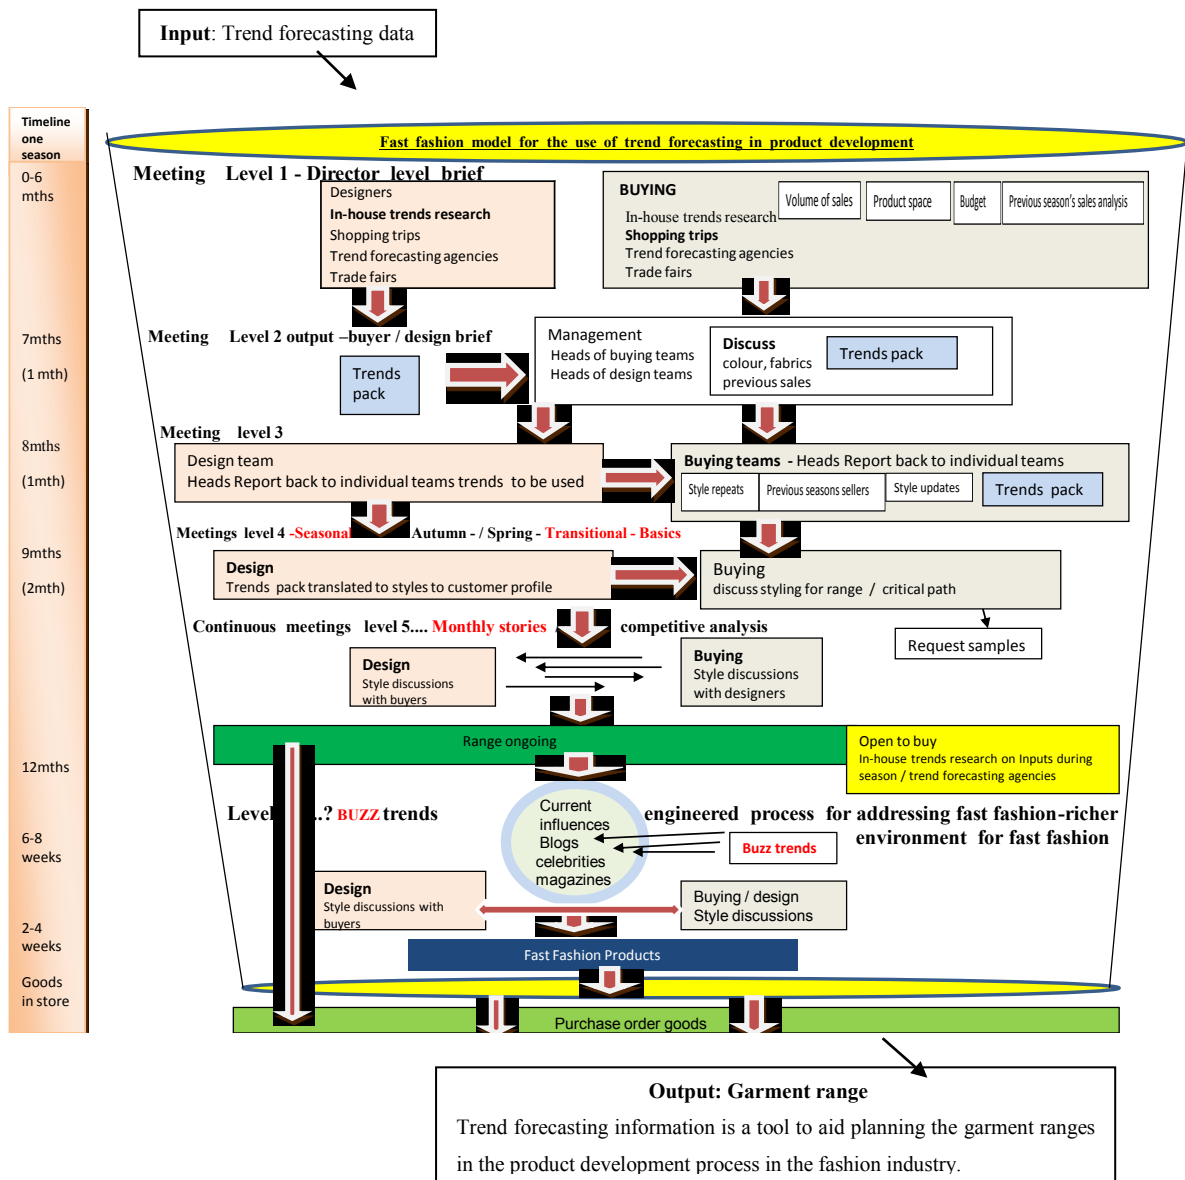 Input: Trend forecasting data
Timeline
one
season
Fast fashion model for the use of trend forecasting in product development
Meeting Level 1 - Director level brief
0-6
mths
Designers
In-house trends research
Shopping trips
Trend forecasting agencies
Trade fairs
BUYING
Volume of sales
Product space
Budget
Previous season's sales analysis
In-house trends research
Shopping trips
Trend forecasting agencies
Trade fairs
7mths
(1 mth)
Meeting Level 2 output –buyer / design brief
Trends
pack
Management
Heads of buying teams
Heads of design teams
Discuss
colour, fabrics
previous sales
Trends pack
Meeting level 3
8mths
(1mth)
Design team
Heads Report back to individual teams trends to be used
Buying teams - Heads Report back to individual teams
Style repeats
Previous seasons sellers
Style updates
Trends pack
Meetings level 4 -Seasonal Autumn - / Spring - Transitional - Basics
9mths
(2mth)
Design
Trends pack translated to styles to customer profile
Buying
discuss styling for range / critical path
Request samples
Continuous meetings level 5.... Monthly stories / competitive analysis
Design
Style discussions
with buyers
Buying
Style discussions
with designers
Range ongoing
Open to buy
In-house trends research on Inputs during
season / trend forecasting agencies
12mths
Level ..? BUZZ trends
engineered process for addressing fast fashion-richer
environment for fast fashion
Current
influences
Blogs
celebrities
magazines
Buzz trends
6-8
weeks
Design
Style discussions with
buyers
Buying / design
Style discussions
2-4
weeks
Fast Fashion Products
Goods
in store
Purchase order goods
Output: Garment range
Trend forecasting information is a tool to aid planning the garment ranges
in the product development process in the fashion industry.